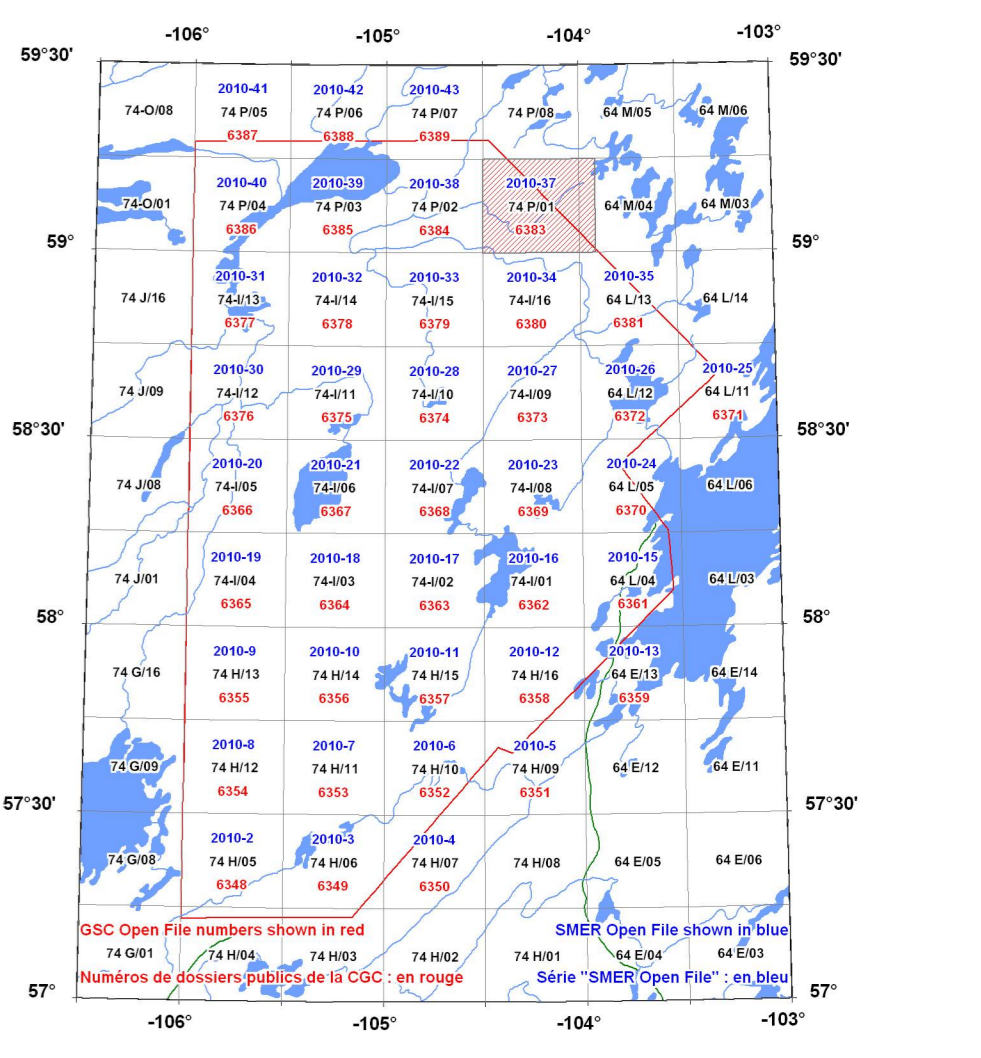 -106° -105° -104° -103°
59°30' 59°30'
2010-41 2010-42 2010-43
74-O/08 74 P/05 74 P/06 74 P/07 74 P/08 64 M/05 64 M/06
6387 6388 6389
2010-40 2010-39 2010-38 2010-37
74-O/01 74 P/04 74 P/03 74 P/02 74 P/01 64 M/04 64 M/03
6386 6385 6384 6383
59° 59°
2010-31 2010-32 2010-33 2010-34 2010-35
74 J/16 74-I/13 74-I/14 74-I/15 74-I/16 64 L/13 64 L/14
6377 6378 6379 6380 6381
2010-30 2010-29 2010-28 2010-27 2010-26 2010-25
74 J/09 74-I/12 74-I/11 74-I/10 74-I/09 64 L/12 64 L/11
6376 6375 6374 6373 6372 6371
58°30' 58°30'
2010-20 2010-21 2010-22 2010-23 2010-24
74 J/08 74-I/05 74-I/06 74-I/07 74-I/08 64 L/05 64 L/06
6366 6367 6368 6369 6370
2010-19 2010-18 2010-17 2010-16 2010-15
74 J/01 74-I/04 74-I/03 74-I/02 74-I/01 64 L/04 64 L/03
6365 6364 6363 6362 6361
58° 58°
2010-9 2010-10 2010-11 2010-12 2010-13
74 G/16 74 H/13 74 H/14 74 H/15 74 H/16 64 E/13 64 E/14
6355 6356 6357 6358 6359
2010-8 2010-7 2010-6 2010-5
74 G/09 74 H/12 74 H/11 74 H/10 74 H/09 64 E/12 64 E/11
6354 6353 6352 6351
57°30' 57°30'
2010-2 2010-3 2010-4
74 G/08 74 H/05 74 H/06 74 H/07 74 H/08 64 E/05 64 E/06
6348 6349 6350
GSC Open File numbers shown in red SMER Open File shown in blue
74 G/01 74 H/04 74 H/03 74 H/02 74 H/01 64 E/04 64 E/03
Numéros de dossiers publics de la CGC : en rouge Série "SMER Open File" : en bleu
57° 57°
-106° -105° -104° -103°